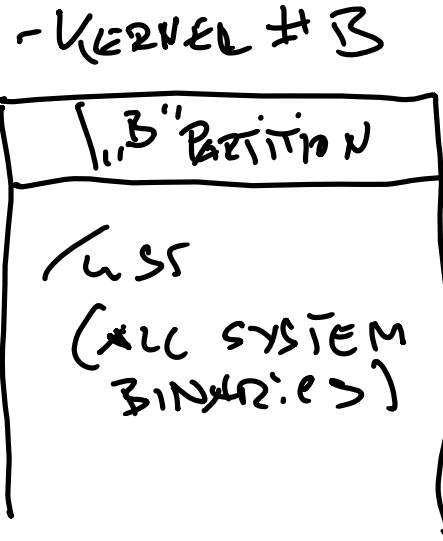 - KERNEL # B
\ „B" PARTITION
/usr
(ALL SYSTEM
BINARIES)